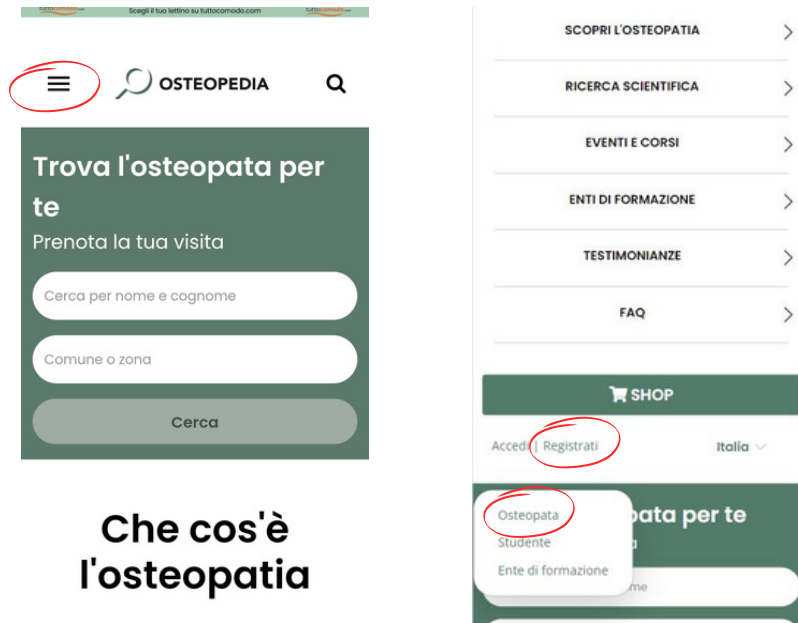 Scegli il tuo lettino su tuttocomodo.com
OSTEOPEDIA
Trova l'osteopata per
te
Prenota la tua visita
Cerca per nome e cognome
Comune o zona
Cerca
Che cos'è
l'osteopatia
SCOPRI L'OSTEOPATIA
RICERCA SCIENTIFICA
EVENTI E CORSI
ENTI DI FORMAZIONE
TESTIMONIANZE
FAQ
SHOP
Accedi | Registrati
Italia
pata per te
Osteopata
Studente
Ente di formazione
me